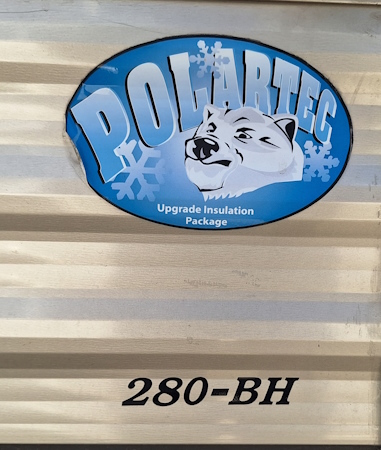 POLARTEC
Upgrade Insulation
Package
280-BH